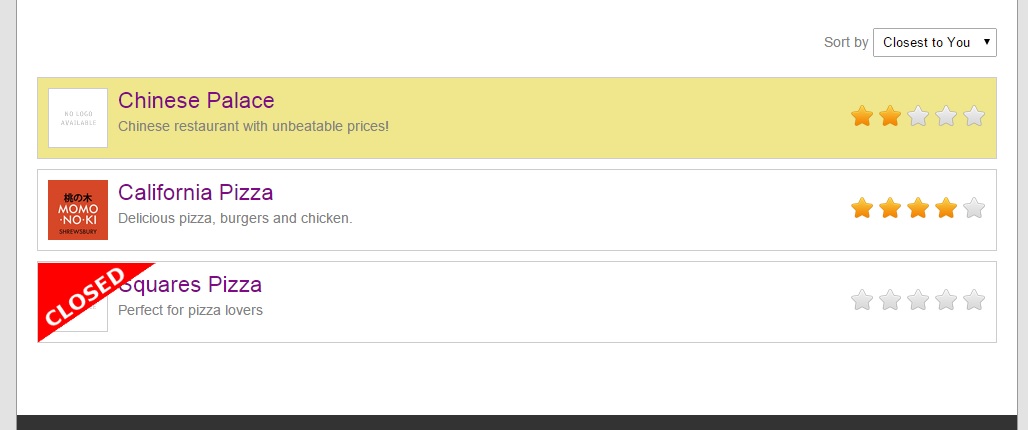 Sort by Closest to You
NO LOGO
AVAILABLE
Chinese Palace
Chinese restaurant with unbeatable prices!
桃の木
MOMO
·NO·KI
SHREWSBURY
California Pizza
Delicious pizza, burgers and chicken.
CLOSED
Squares Pizza
Perfect for pizza lovers